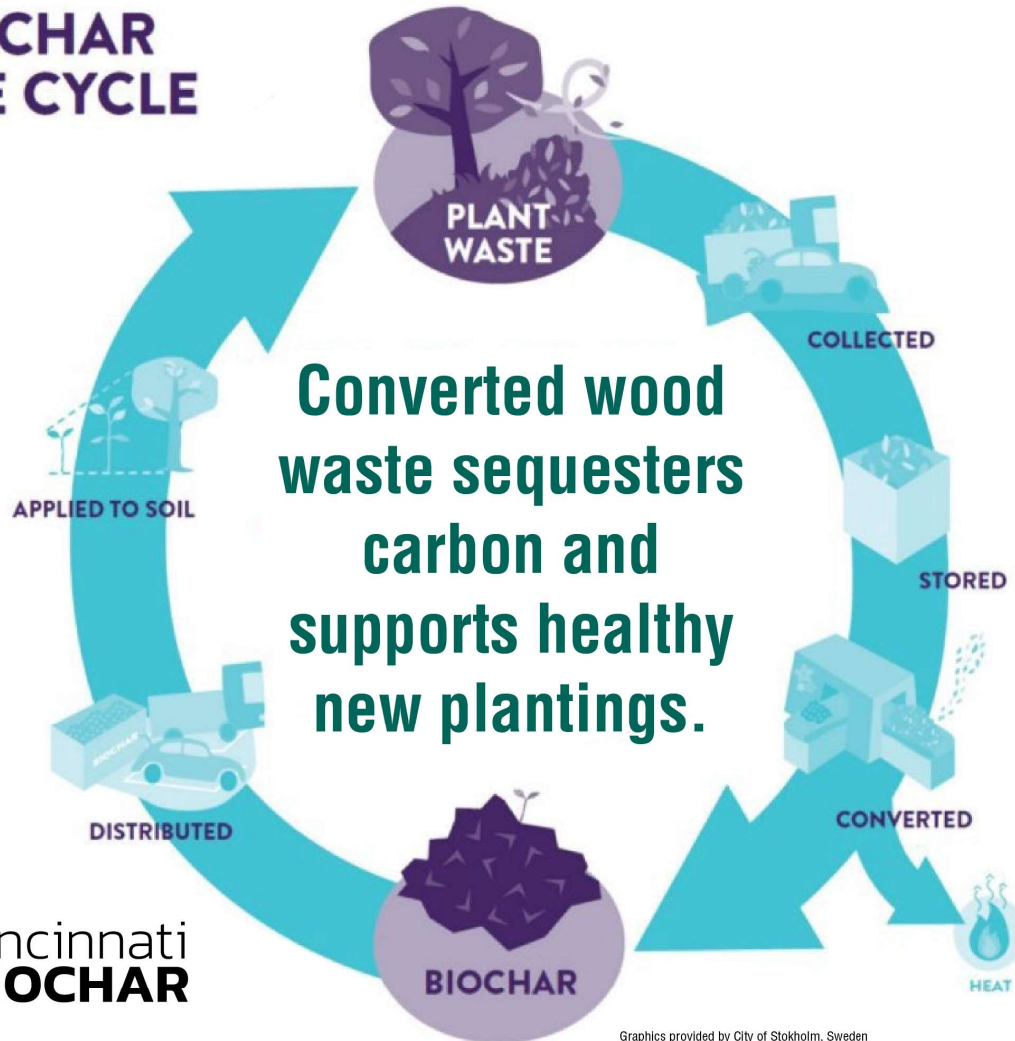 CHAR
E CYCLE
PLANT
WASTE
COLLECTED
Converted wood
waste sequesters
carbon and
supports healthy
new plantings.
APPLIED TO SOIL
STORED
BIOCHAR
DISTRIBUTED
CONVERTED
ncinnati
OCHAR
BIOCHAR
HEAT
Graphics provided by City of Stokholm, Sweden